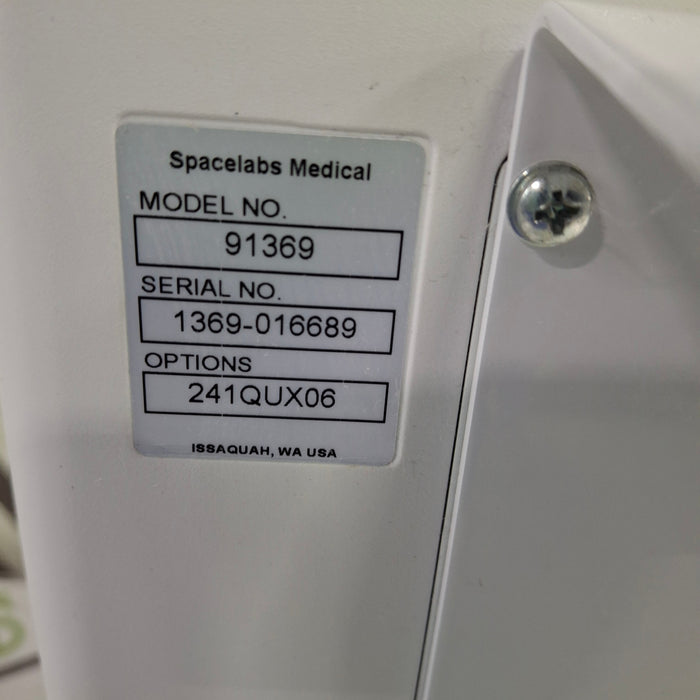 Spacelabs Medical
MODEL NO.
91369
SERIAL NO.
1369-016689
OPTIONS
241QUX06
ISSAQUAH, WA USA